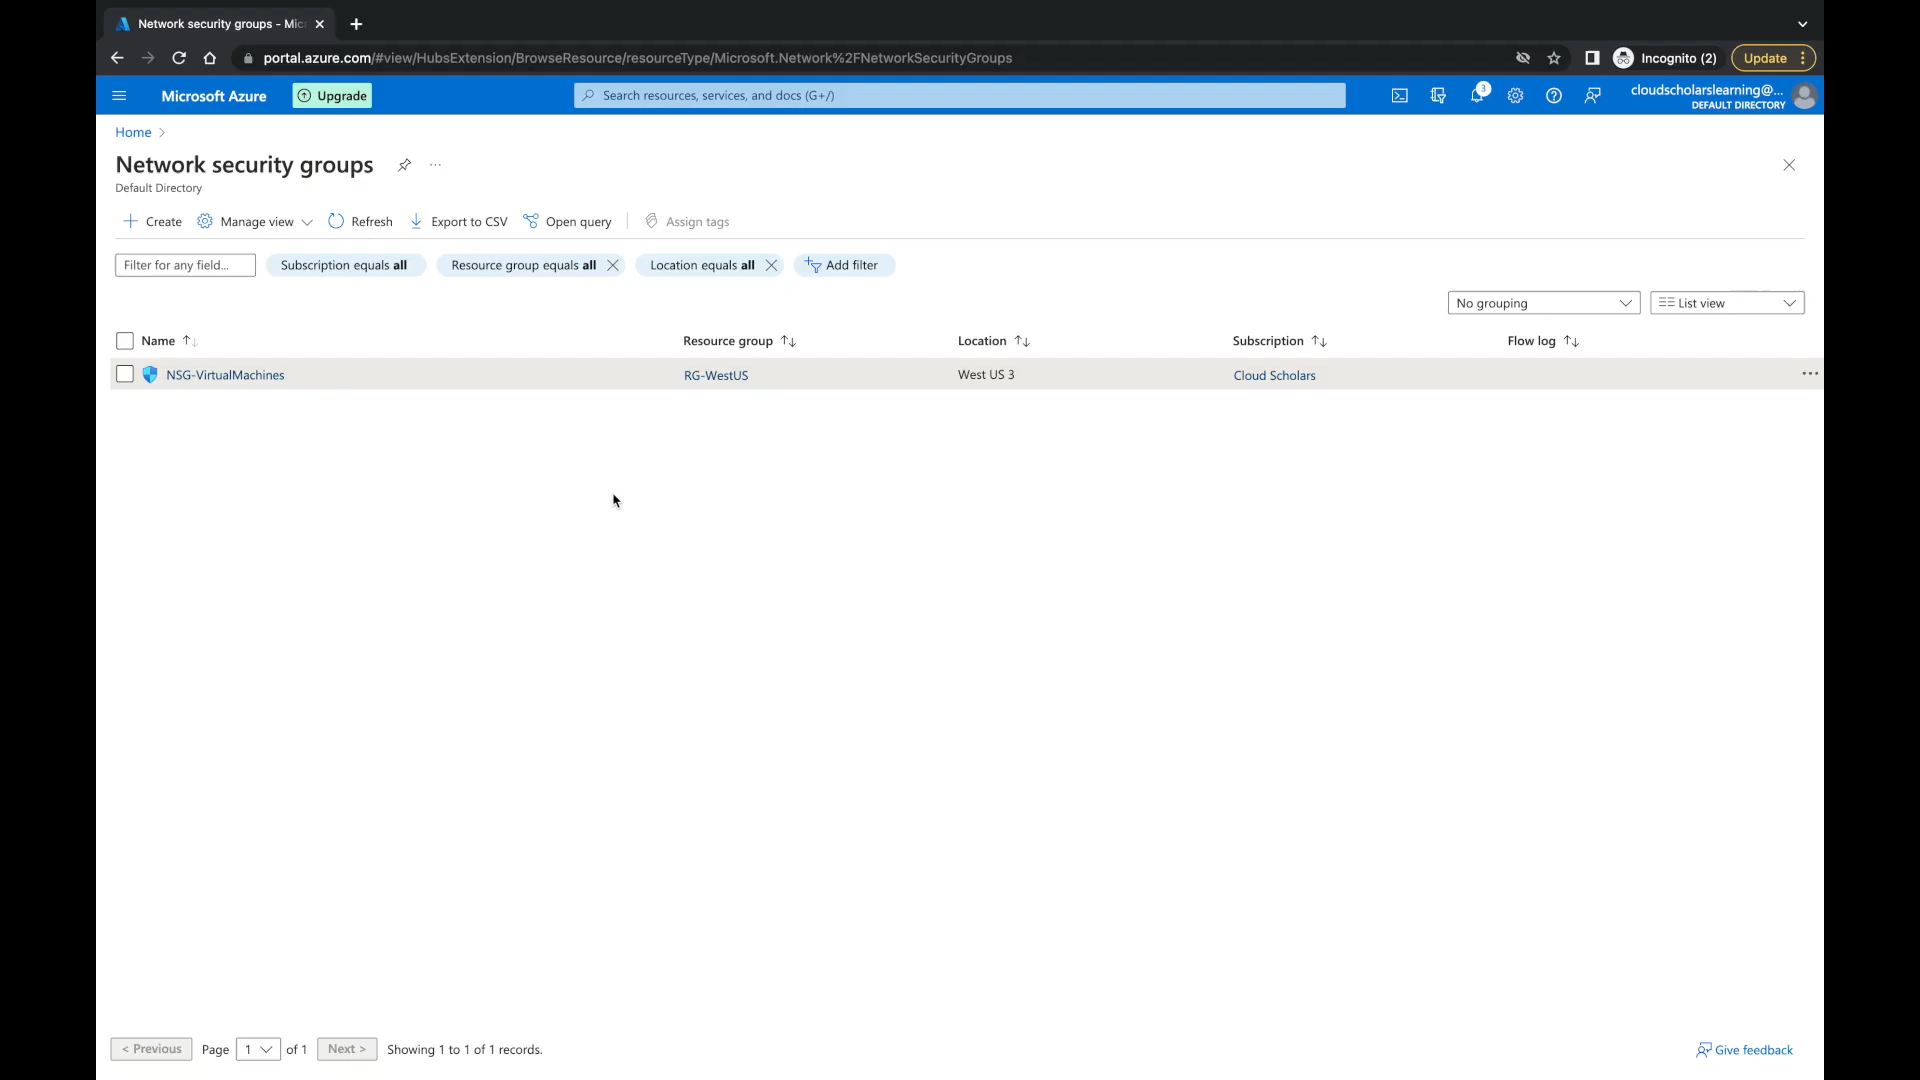 Network security groups - Mic
portal.azure.com/#view/HubsExtension/BrowseResource/resourceType/Microsoft.Network%2FNetworkSecurityGroups
Incognito (2)
Update
Microsoft Azure
Upgrade
Search resources, services, and docs (G+/)
3
cloudscholarslearning@...
DEFAULT DIRECTORY
Home
Network security groups
Default Directory
Create
Manage view
Refresh
Export to CSV
Open query
Assign tags
Filter for any field...
Subscription equals all
Resource group equals all
Location equals all
Add filter
No grouping
List view
Name
Resource group
Location
Subscription
Flow log
NSG-VirtualMachines
RG-WestUS
West US 3
Cloud Scholars
< Previous
Page
1
of 1
Next >
Showing 1 to 1 of 1 records.
Give feedback